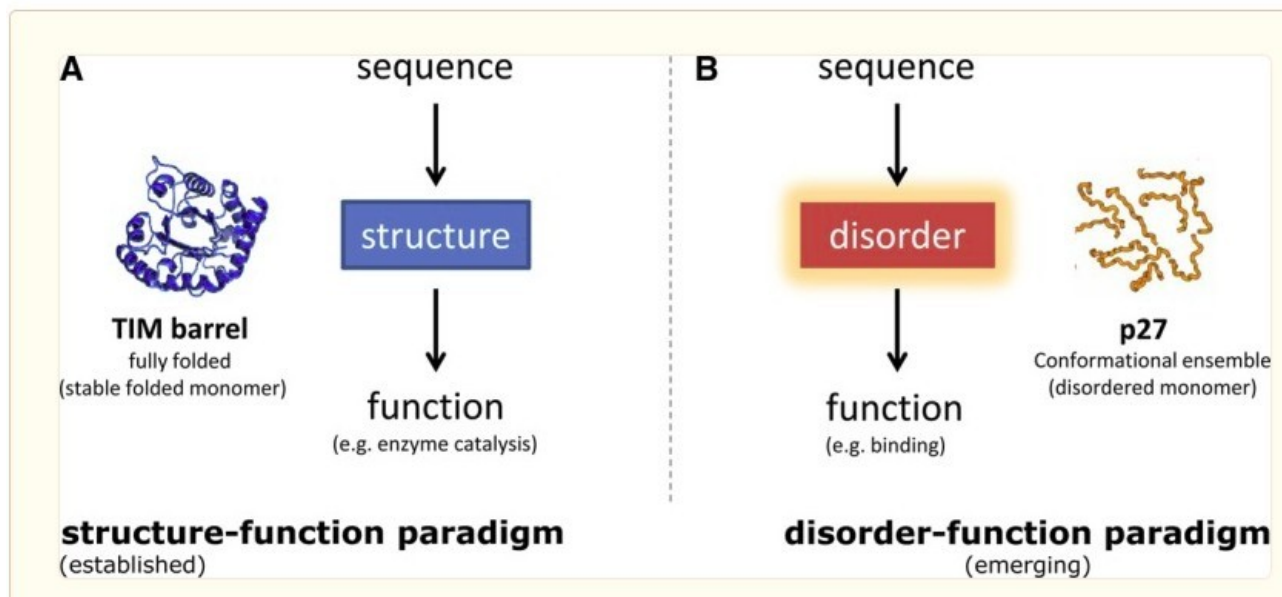 A
sequence
structure
TIM barrel
fully folded
(stable folded monomer)
function
(e.g. enzyme catalysis)
structure-function paradigm
(established)
B
sequence
disorder
p27
Conformational ensemble
(disordered monomer)
function
(e.g. binding)
disorder-function paradigm
(emerging)